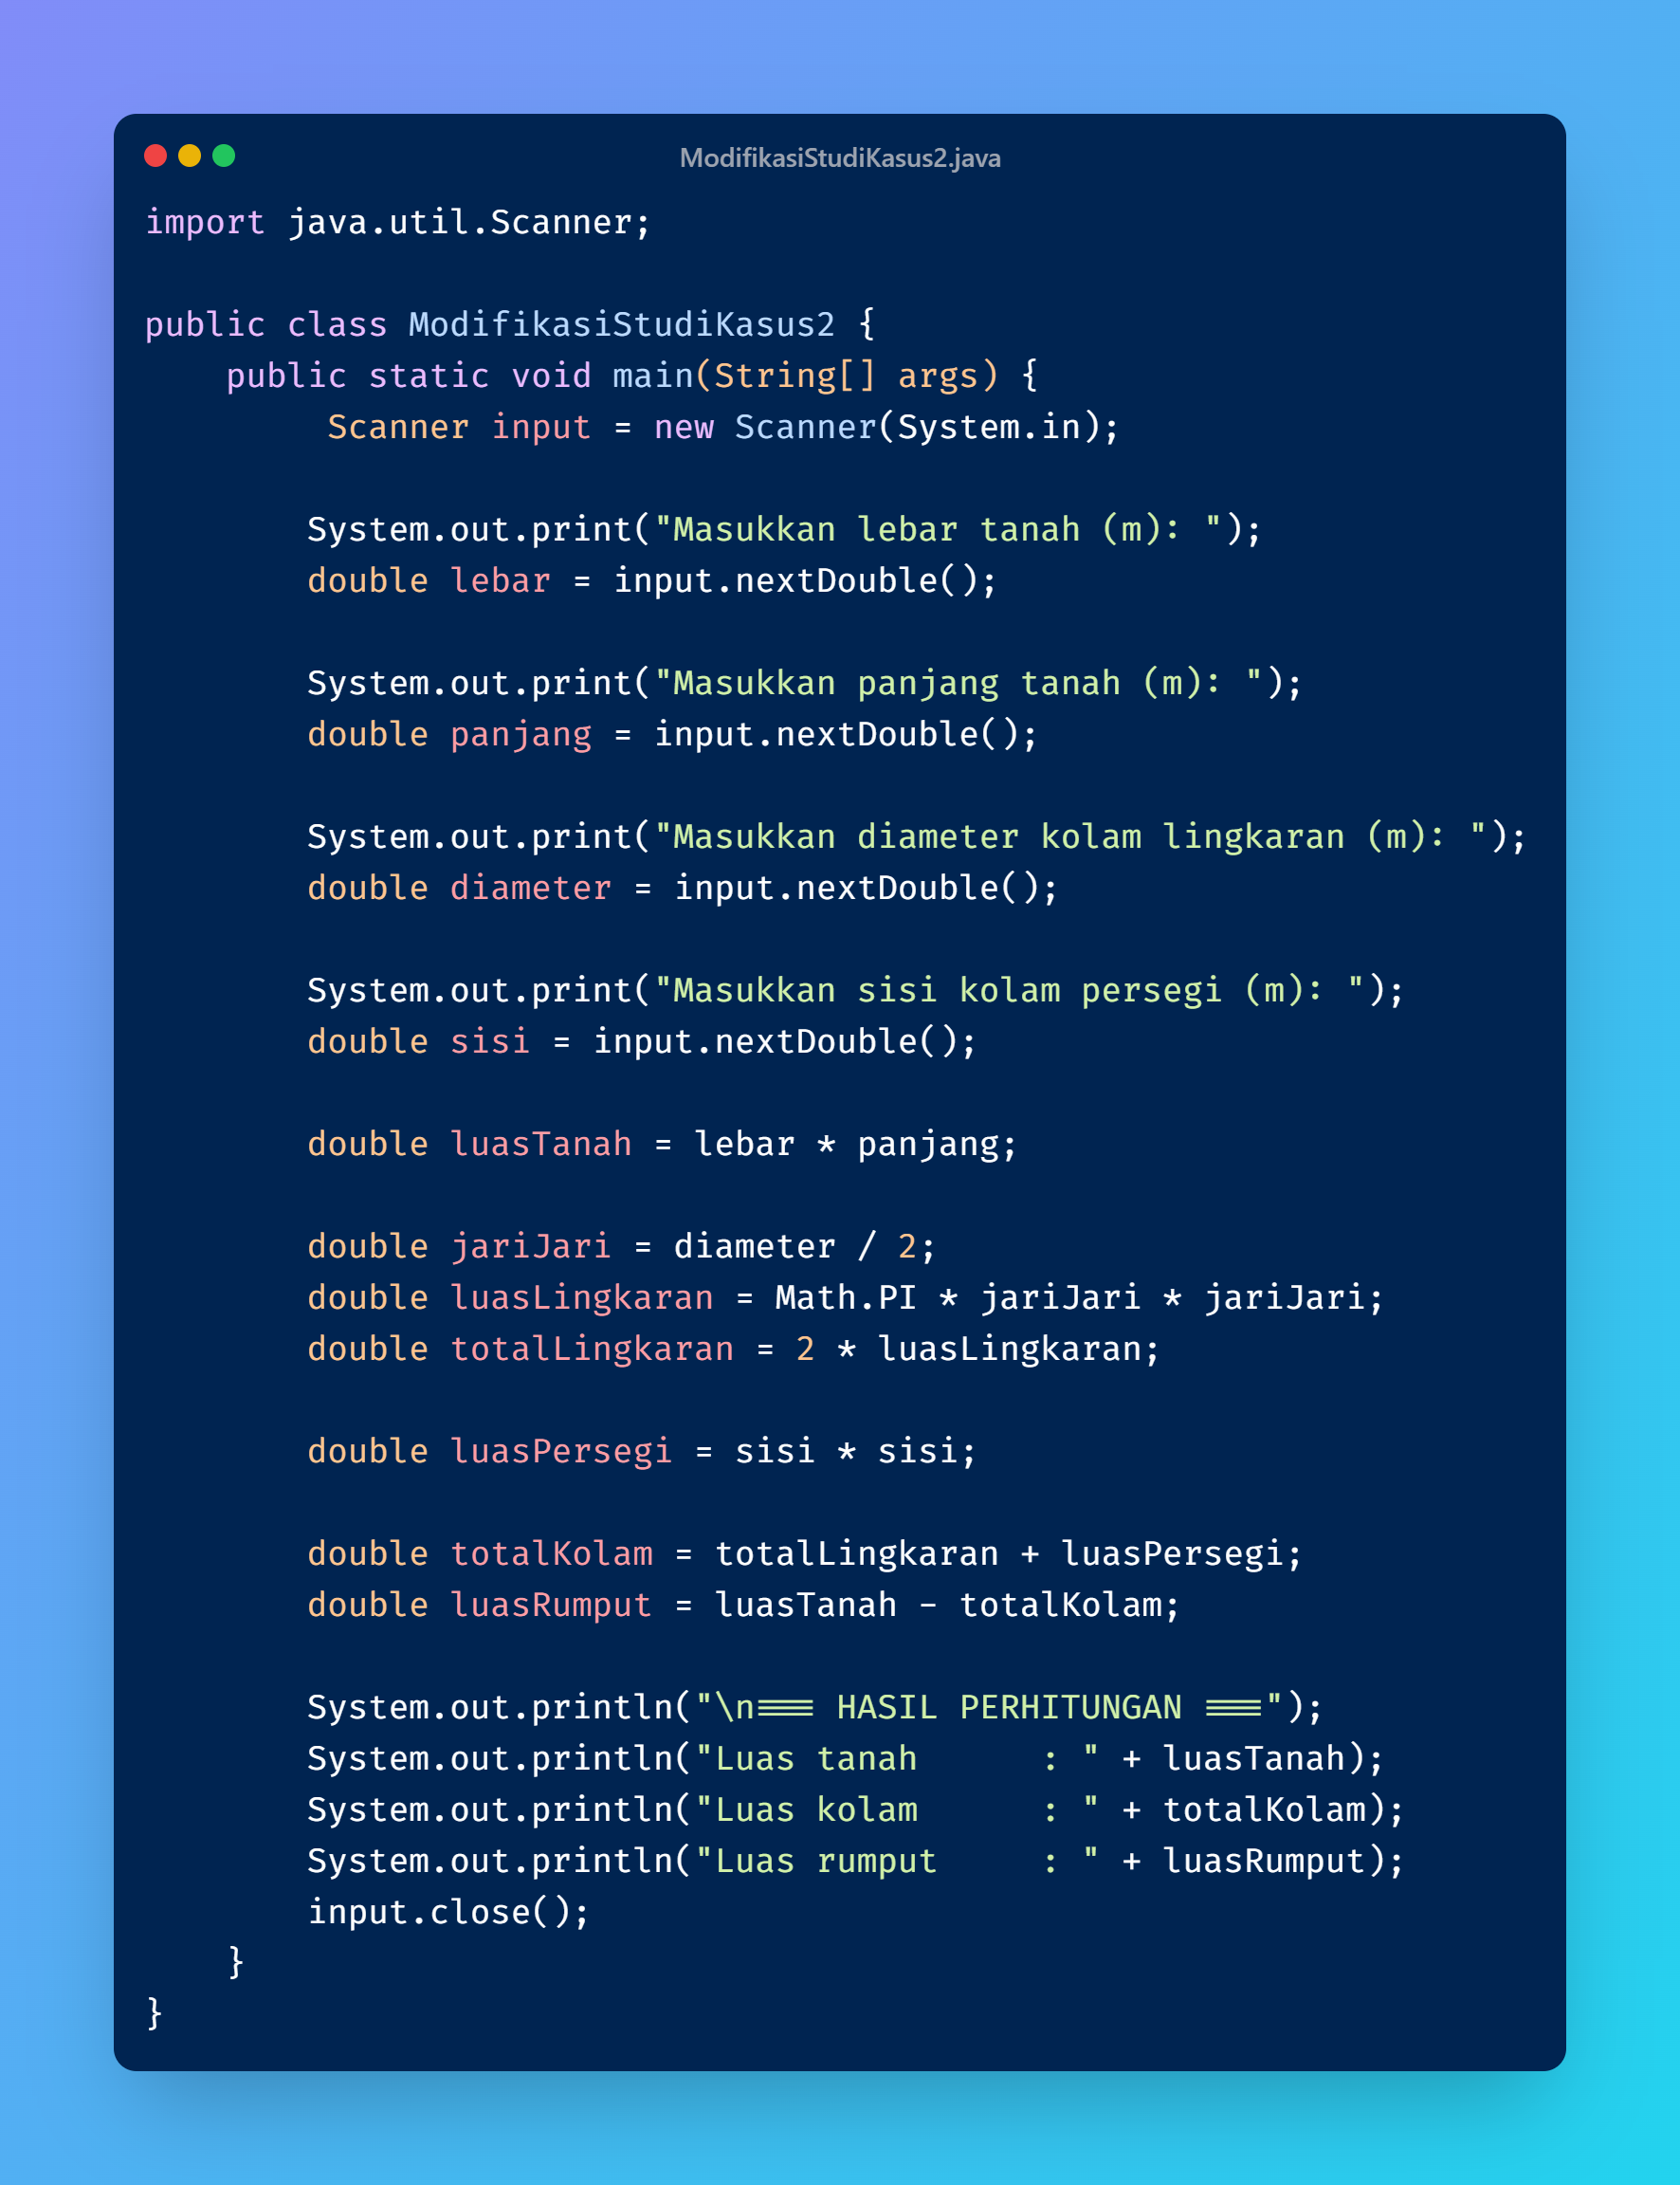 ModifikasiStudiKasus2.java
import java.util.Scanner;
public class ModifikasiStudiKasus2 {
    public static void main(String[] args) {
         Scanner input = new Scanner(System.in);
        System.out.print("Masukkan lebar tanah (m): ");
        double lebar = input.nextDouble();
        System.out.print("Masukkan panjang tanah (m): ");
        double panjang = input.nextDouble();
        System.out.print("Masukkan diameter kolam lingkaran (m): ");
        double diameter = input.nextDouble();
        System.out.print("Masukkan sisi kolam persegi (m): ");
        double sisi = input.nextDouble();
        double luasTanah = lebar * panjang;
        double jariJari = diameter / 2;
        double luasLingkaran = Math.PI * jariJari * jariJari;
        double totalLingkaran = 2 * luasLingkaran;
        double luasPersegi = sisi * sisi;
        double totalKolam = totalLingkaran + luasPersegi;
        double luasRumput = luasTanah - totalKolam;
        System.out.println("\n=== HASIL PERHITUNGAN ===");
        System.out.println("Luas tanah      : " + luasTanah);
        System.out.println("Luas kolam      : " + totalKolam);
        System.out.println("Luas rumput     : " + luasRumput);
        input.close();
    }
}